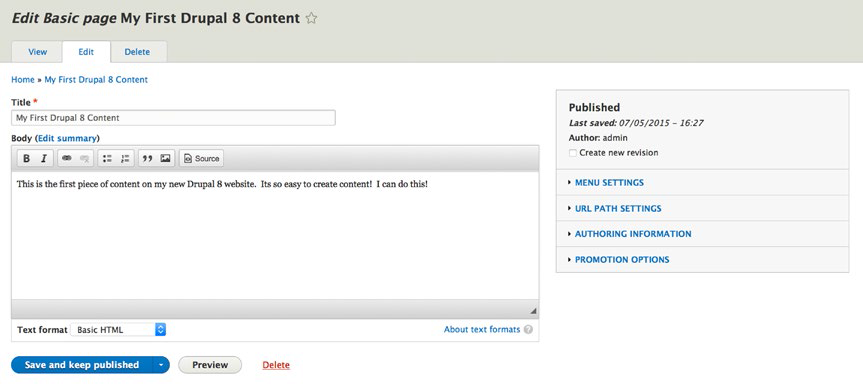 Edit Basic page My First Drupal 8 Content
View Edit Delete
Home » My First Drupal 8 Content
Title *
My First Drupal 8 Content
Body (Edit summary)
B I Source
This is the first piece of content on my new Drupal 8 website.  Its so easy to create content!  I can do this!
Text format Basic HTML
About text formats ?
Save and keep published Preview Delete
Published
Last saved: 07/05/2015 - 16:27
Author: admin
Create new revision
MENU SETTINGS
URL PATH SETTINGS
AUTHORING INFORMATION
PROMOTION OPTIONS